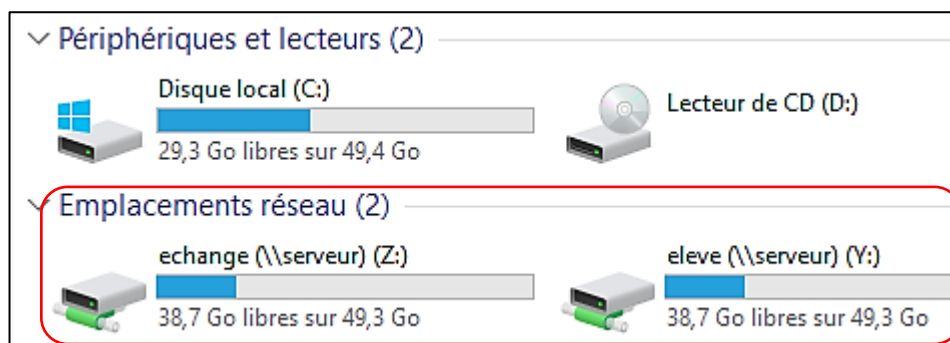 Périphériques et lecteurs (2)
Disque local (C:)
29,3 Go libres sur 49,4 Go
Lecteur de CD (D:)
Emplacements réseau (2)
echange (\\serveur) (Z:)
38,7 Go libres sur 49,3 Go
eleve (\\serveur) (Y:)
38,7 Go libres sur 49,3 Go